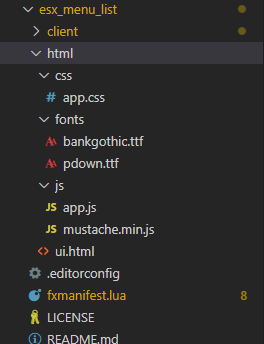 esx_menu_list
client
html
css
app.css
fonts
bankgothic.ttf
pdown.ttf
js
app.js
mustache.min.js
ui.html
.editorconfig
fxmanifest.lua 8
LICENSE
README.md